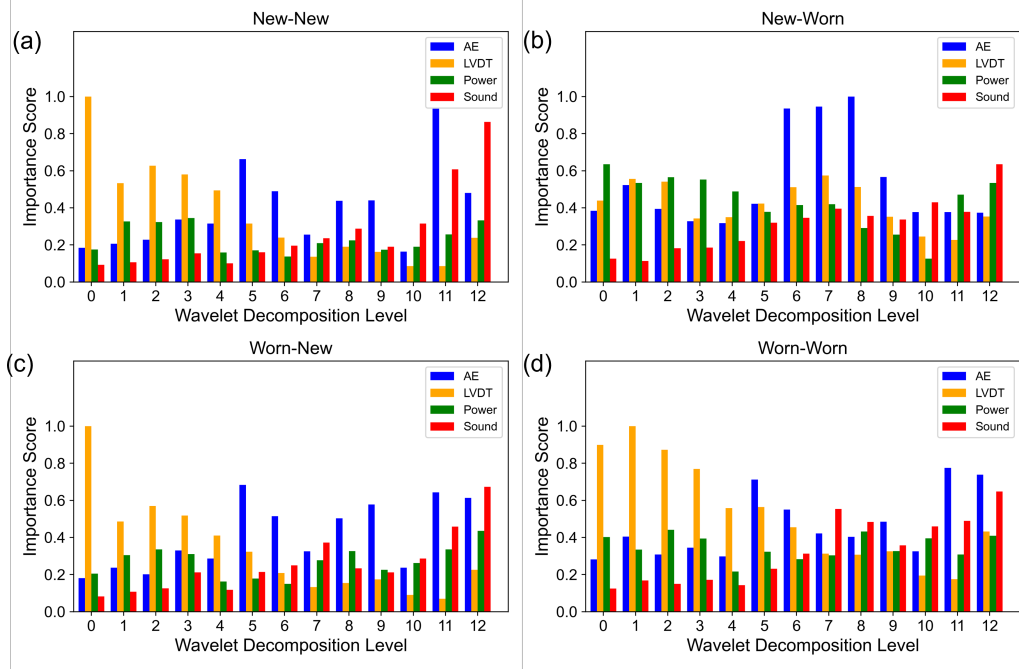 New-New
(a)
AE
LVDT
Power
Sound
Importance Score
1.0
0.8
0.6
0.4
0.2
0.0
0 1 2 3 4 5 6 7 8 9 10 11 12
Wavelet Decomposition Level
New-Worn
(b)
AE
LVDT
Power
Sound
Importance Score
1.0
0.8
0.6
0.4
0.2
0.0
0 1 2 3 4 5 6 7 8 9 10 11 12
Wavelet Decomposition Level
Worn-New
(c)
AE
LVDT
Power
Sound
Importance Score
1.0
0.8
0.6
0.4
0.2
0.0
0 1 2 3 4 5 6 7 8 9 10 11 12
Wavelet Decomposition Level
Worn-Worn
(d)
AE
LVDT
Power
Sound
Importance Score
1.0
0.8
0.6
0.4
0.2
0.0
0 1 2 3 4 5 6 7 8 9 10 11 12
Wavelet Decomposition Level